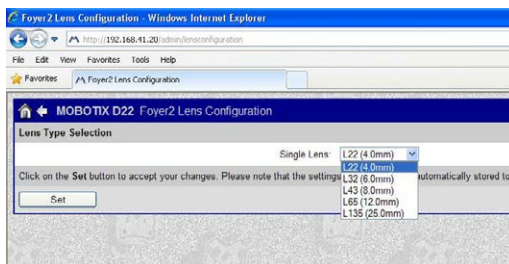 Foyer2 Lens Configuration - Windows Internet Explorer
http://192.168.41.20/admin/lensconfiguration
File Edit View Favorites Tools Help
Favorites Foyer2 Lens Configuration
MOBOTIX D22 Foyer2 Lens Configuration
Lens Type Selection
Single Lens: L22 (4.0mm)
L22 (4.0mm)
Click on the Set button to accept your changes. Please note that the settings automatically stored to
L32 (6.0mm)
L43 (8.0mm)
L65 (12.0mm)
L135 (25.0mm)
Set